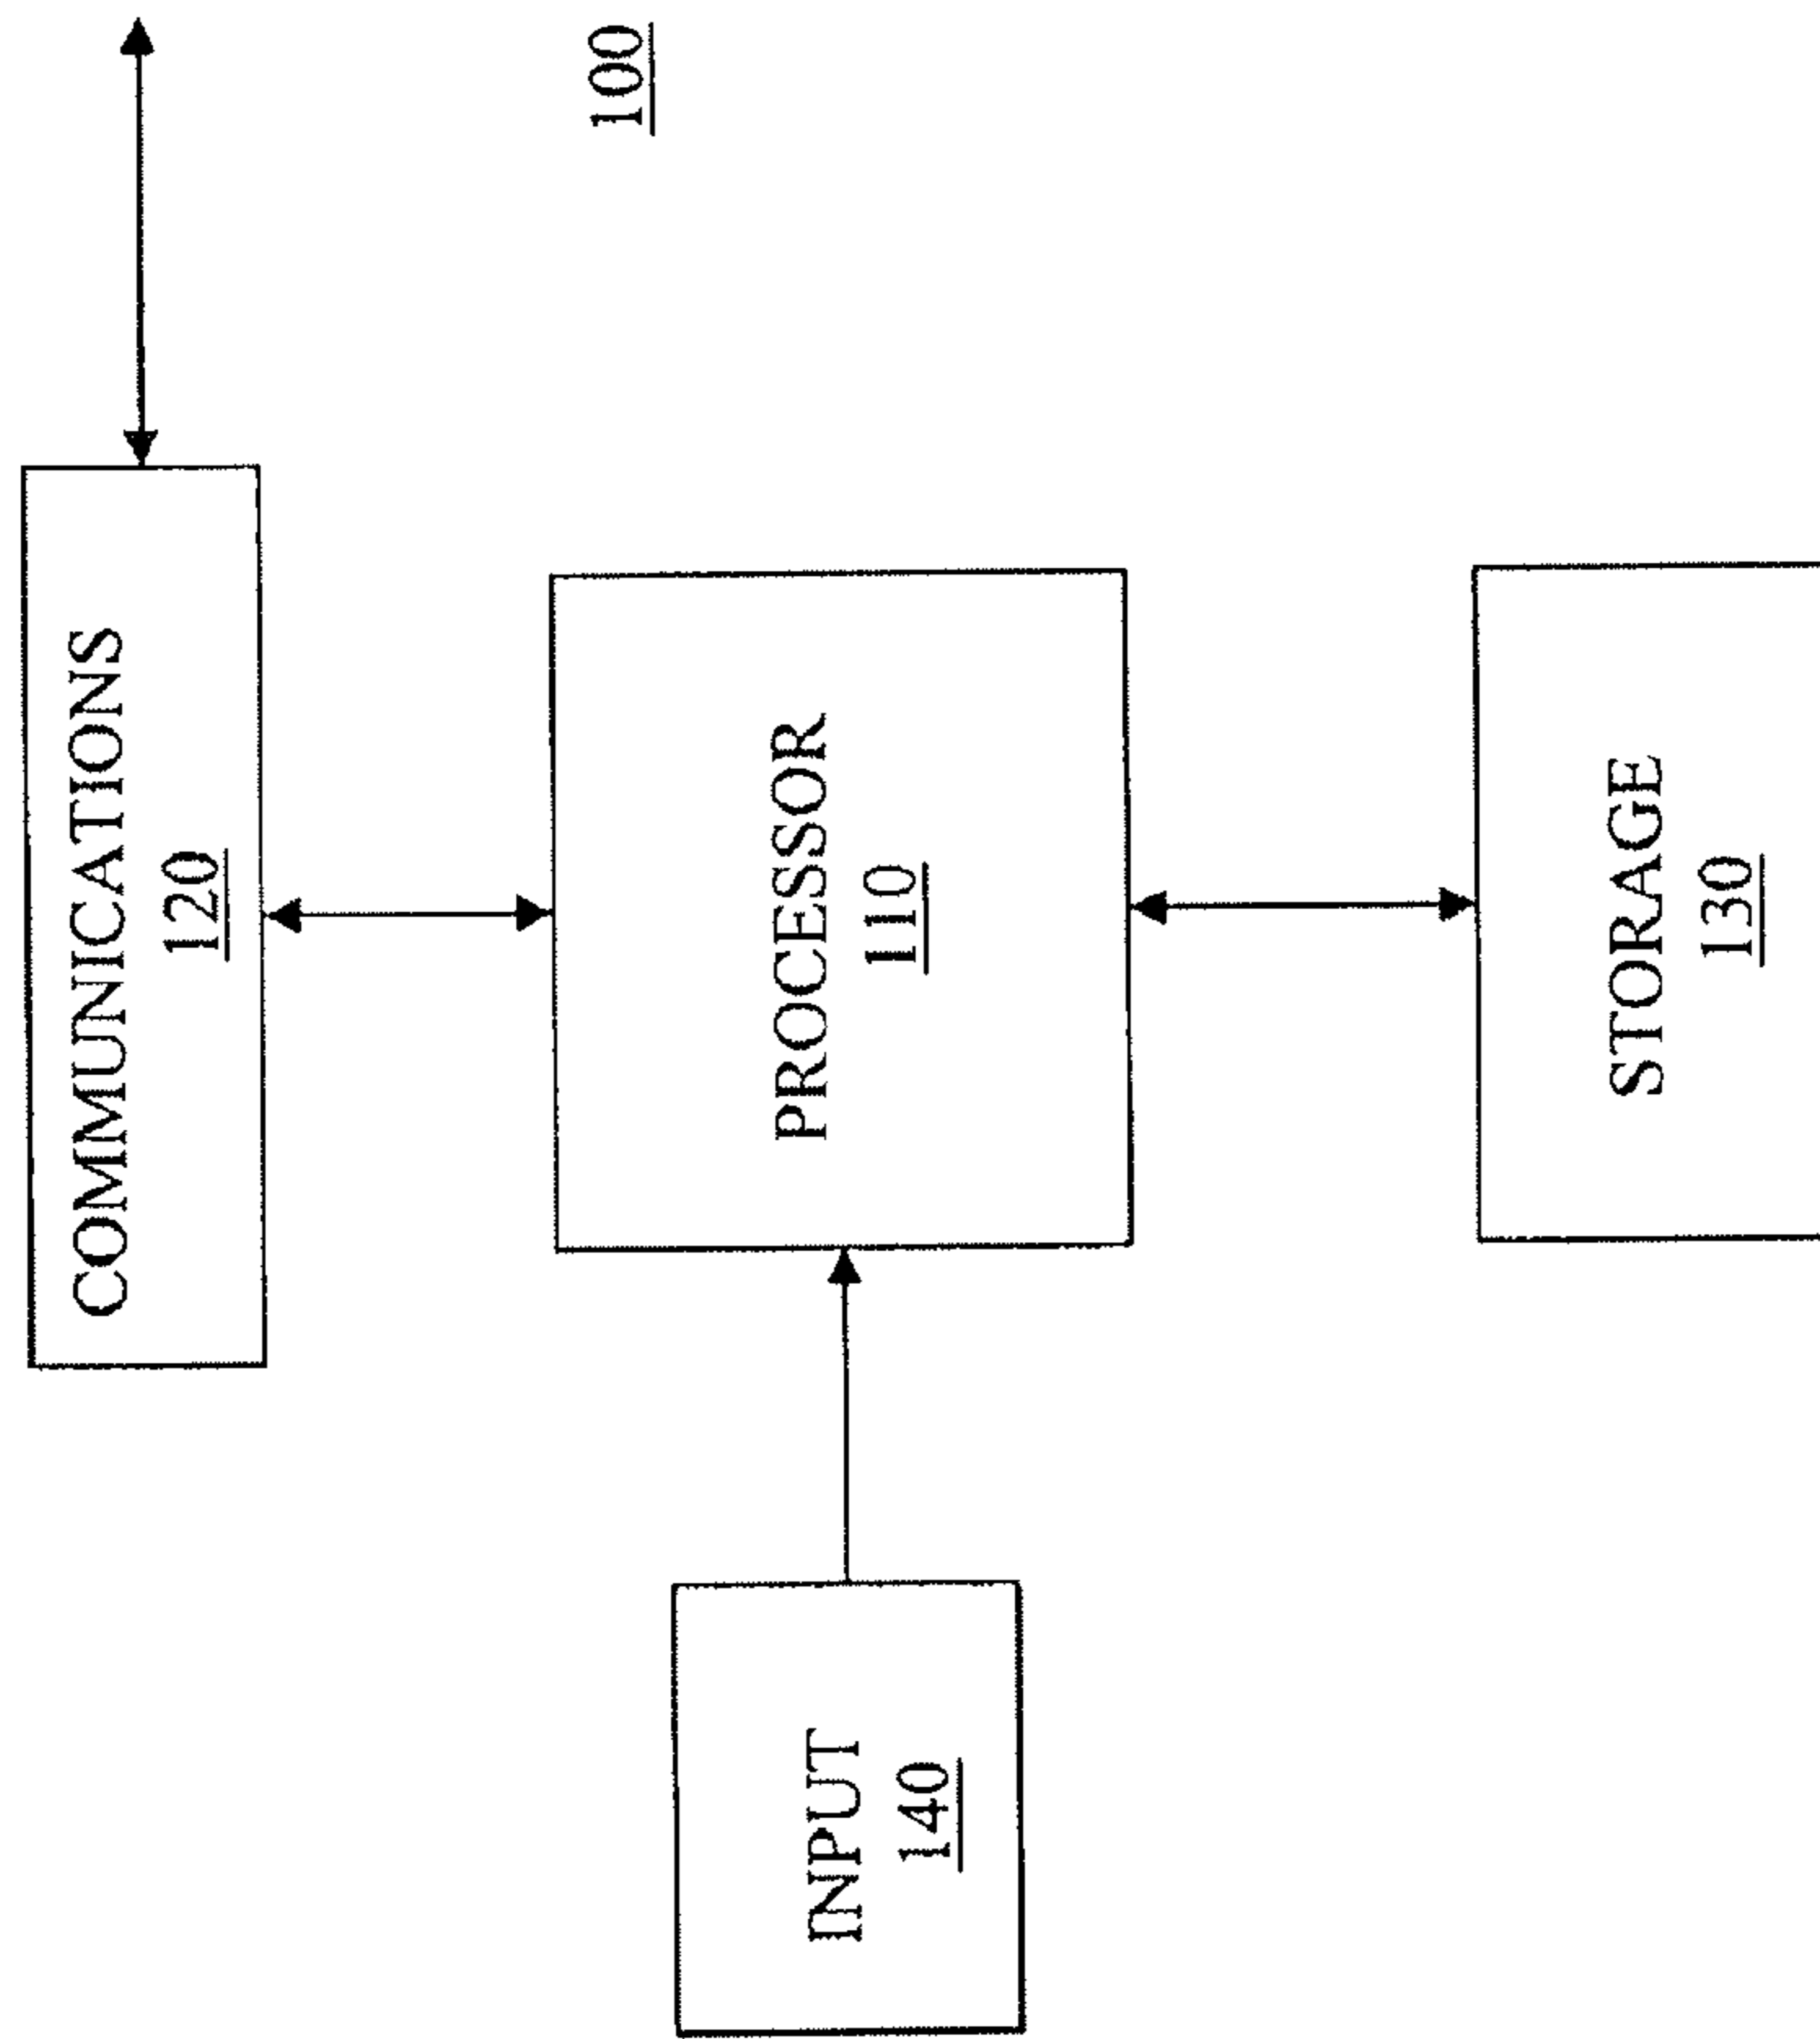 COMMUNICATIONS
120
100
INPUT
140
PROCESSOR
110
STORAGE
130